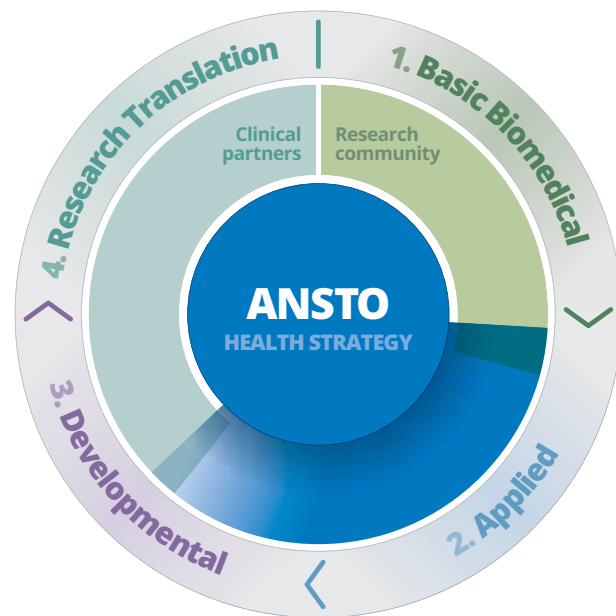 1. Basic Biomedical
2. Applied
3. Developmental
4. Research Translation
Clinical
partners
Research
community
ANSTO
HEALTH STRATEGY